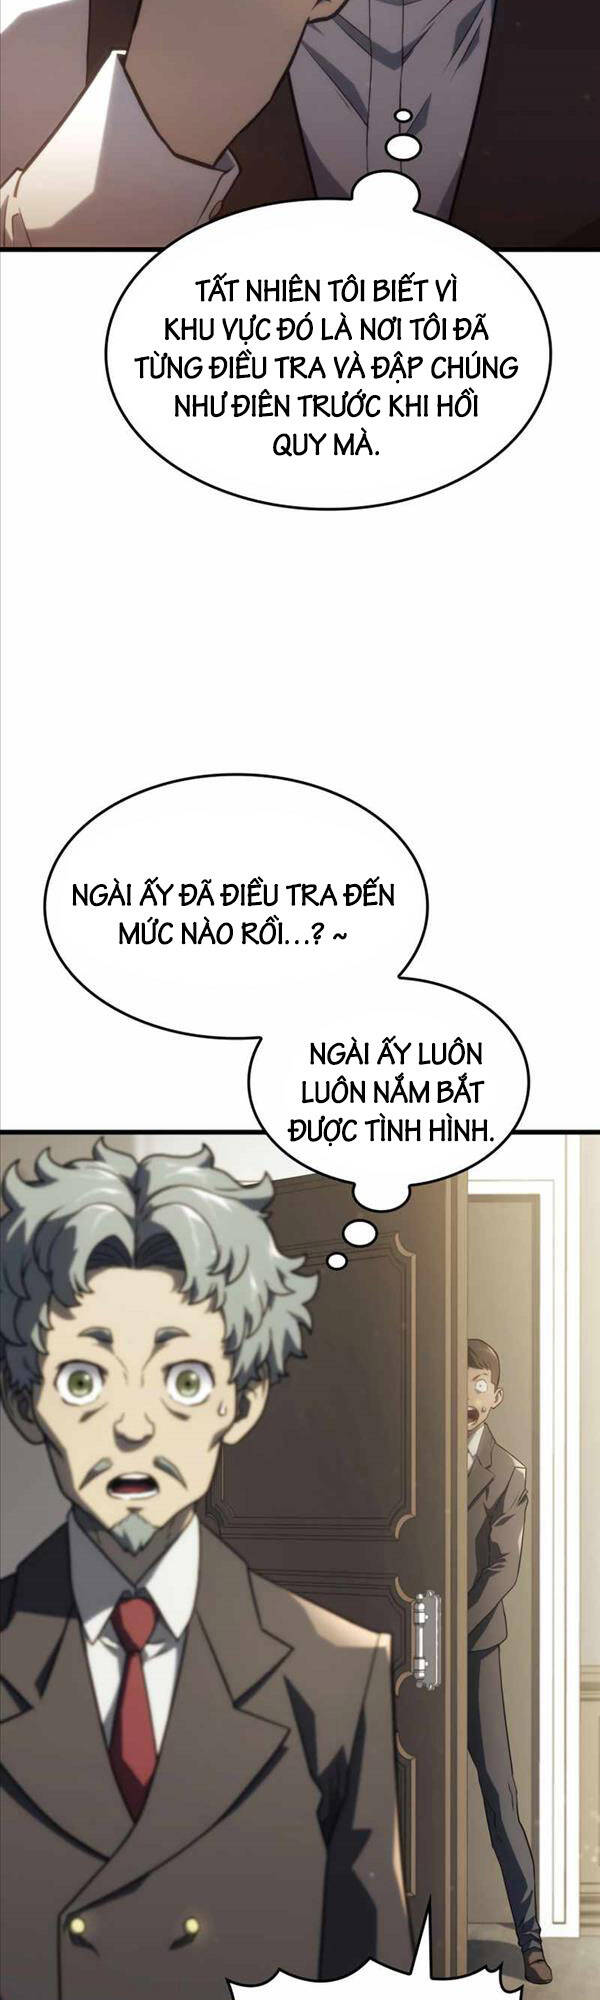 TẤT NHIÊN TÔI BIẾT VÌ
KHU VỰC ĐÓ LÀ NƠI TÔI ĐÃ
TỪNG ĐIỀU TRA VÀ ĐẬP CHÚNG
NHƯ ĐIÊN TRƯỚC KHI HỒI
QUY MÀ.
NGÀI ẤY ĐÃ ĐIỀU TRA ĐẾN
MỨC NÀO RỒI...? ~
NGÀI ẤY LUÔN
LUÔN NẮM BẮT
ĐƯỢC TÌNH HÌNH.